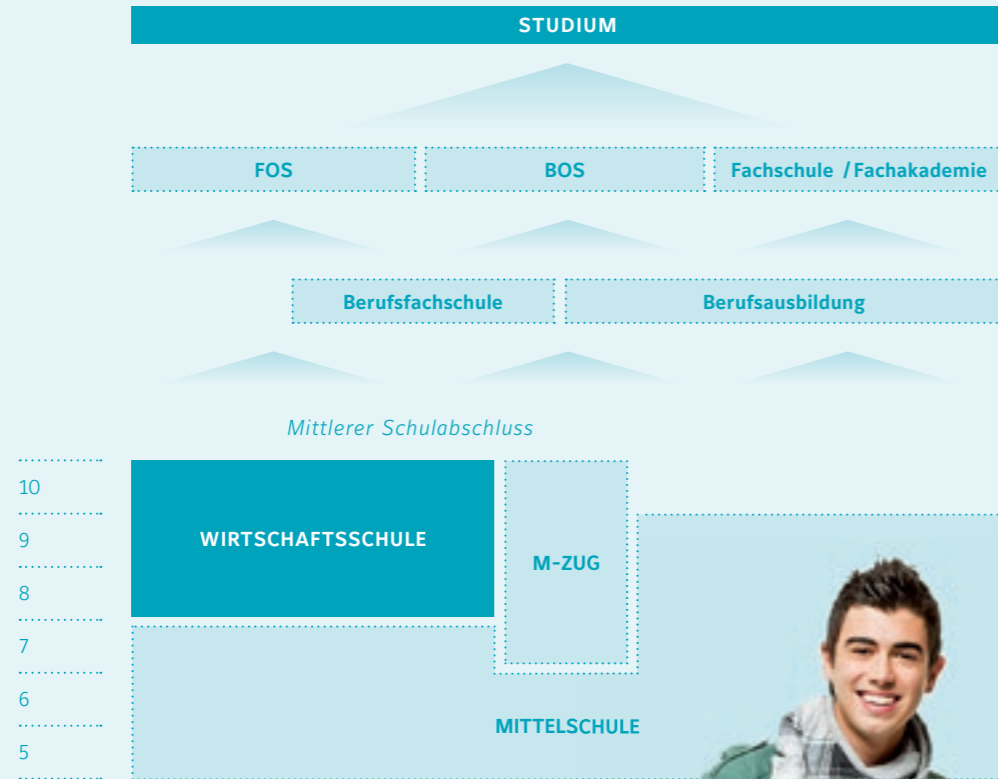 STUDIUM
FOS
BOS
Fachschule / Fachakademie
Berufsfachschule
Berufsausbildung
Mittlerer Schulabschluss
10
9
8
7
6
5
WIRTSCHAFTSSCHULE
M-ZUG
MITTELSCHULE